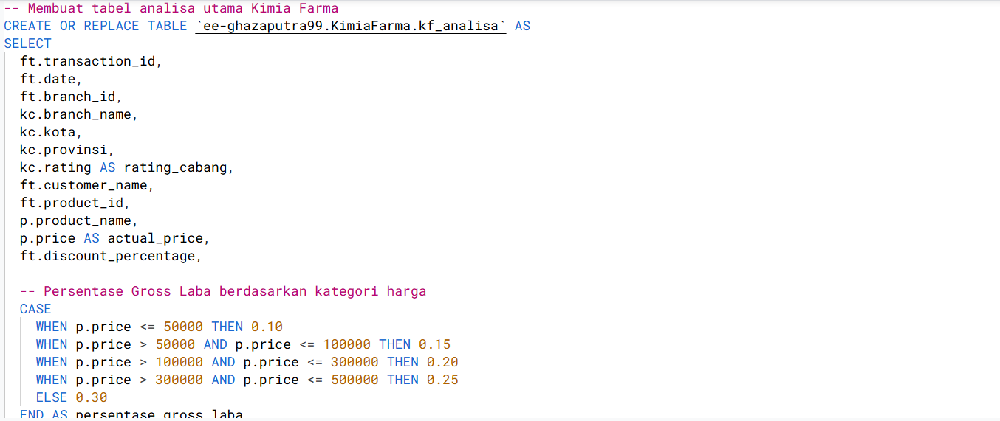 -- Membuat tabel analisa utama Kimia Farma
CREATE OR REPLACE TABLE `ee-ghazaputra99.KimiaFarma.kf_analisa` AS
SELECT
  ft.transaction_id,
  ft.date,
  ft.branch_id,
  kc.branch_name,
  kc.kota,
  kc.provinsi,
  kc.rating AS rating_cabang,
  ft.customer_name,
  ft.product_id,
  p.product_name,
  p.price AS actual_price,
  ft.discount_percentage,

  -- Persentase Gross Laba berdasarkan kategori harga
  CASE
    WHEN p.price <= 50000 THEN 0.10
    WHEN p.price > 50000 AND p.price <= 100000 THEN 0.15
    WHEN p.price > 100000 AND p.price <= 300000 THEN 0.20
    WHEN p.price > 300000 AND p.price <= 500000 THEN 0.25
    ELSE 0.30
  END AS persentase_gross_laba